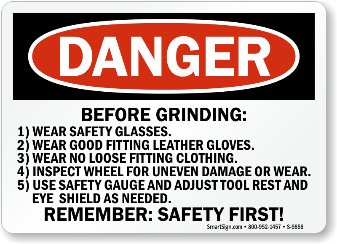 DANGER
BEFORE GRINDING:
1) WEAR SAFETY GLASSES.
2) WEAR GOOD FITTING LEATHER GLOVES.
3) WEAR NO LOOSE FITTING CLOTHING.
4) INSPECT WHEEL FOR UNEVEN DAMAGE OR WEAR.
5) USE SAFETY GAUGE AND ADJUST TOOL REST AND
EYE SHIELD AS NEEDED.
REMEMBER: SAFETY FIRST!
SmartSign.com • 800-952-1457 • S-9858